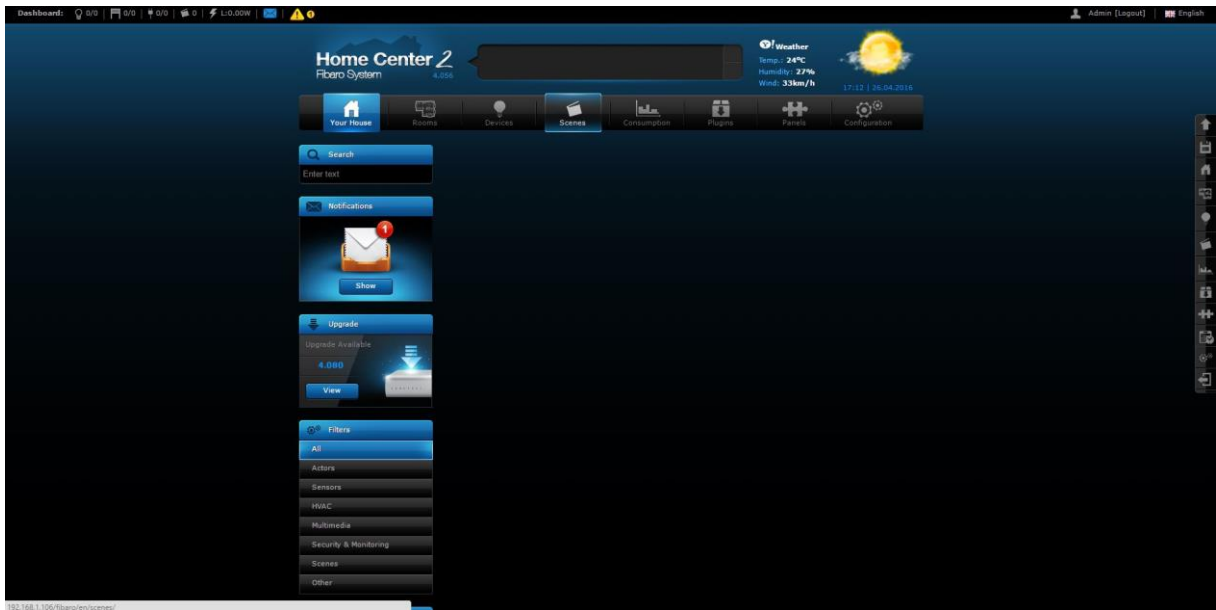 Dashboard: 0/0 0/0 0/0 0 L:0.00W 1 Admin [Logout] English
Home Center 2
Fibaro System 4.056
Y! Weather
Temp.: 24°C
Humidity: 27%
Wind: 33km/h
17:12 | 26.04.2016
Your House Rooms Devices Scenes Consumption Plugins Panels Configuration
Search
Enter text
Notifications
1
Show
Upgrade
Upgrade Available
4.080
View
Filters
All
Actors
Sensors
HVAC
Multimedia
Security & Monitoring
Scenes
Other
192.168.1.106/fibaro/en/scenes/